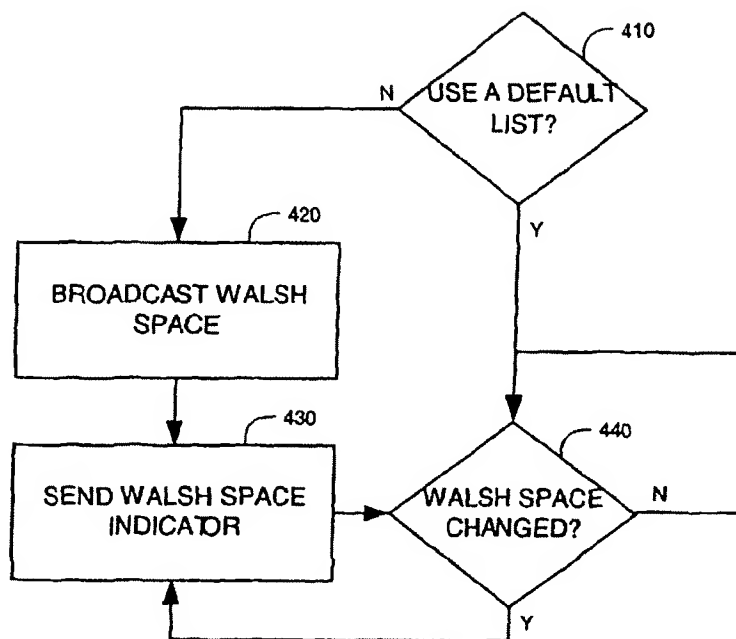 410
USE A DEFAULT
LIST?
N
Y
420
BROADCAST WALSH
SPACE
430
SEND WALSH SPACE
INDICATOR
440
WALSH SPACE
CHANGED?
N
Y